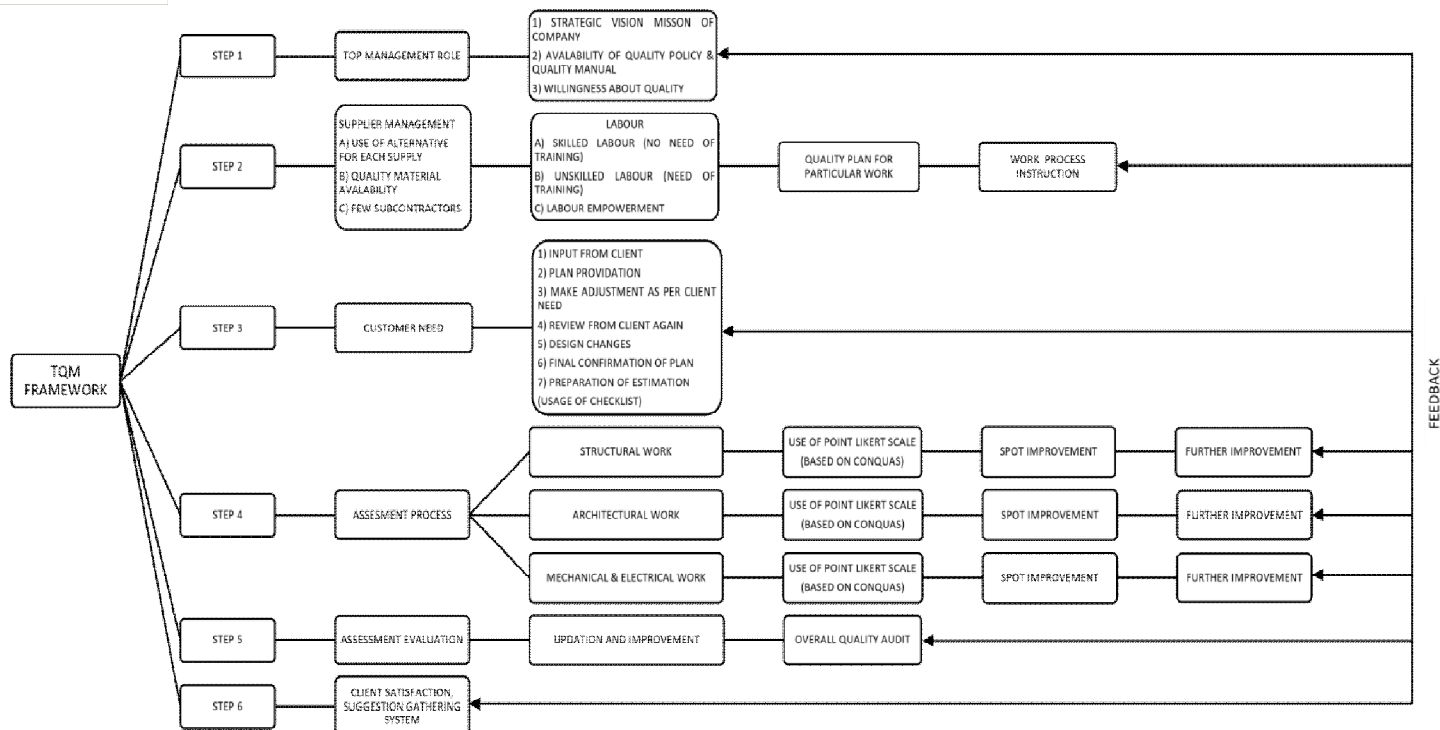 STEP 1
TOP MANAGEMENT ROLE
1) STRATEGIC VISION MISSON OF
COMPANY
2) AVALABILITY OF QUALITY POLICY &
QUALITY MANUAL
3) WILLINGNESS ABOUT QUALITY
STEP 2
SUPPLIER MANAGEMENT
A) USE OF ALTERNATIVE
FOR EACH SUPPLY
B) QUALITY MATERIAL
AVALABILITY
C) FEW SUBCONTRACTORS
LABOUR
A) SKILLED LABOUR (NO NEED OF
TRAINING)
B) UNSKILLED LABOUR (NEED OF
TRAINING)
C) LABOUR EMPOWERMENT
QUALITY PLAN FOR
PARTICULAR WORK
WORK PROCESS
INSTRUCTION
STEP 3
CUSTOMER NEED
1) INPUT FROM CLIENT
2) PLAN PROVIDATION
3) MAKE ADJUSTMENT AS PER CLIENT
NEED
4) REVIEW FROM CLIENT AGAIN
5) DESIGN CHANGES
6) FINAL CONFIRMATION OF PLAN
7) PREPARATION OF ESTIMATION
(USAGE OF CHECKLIST)
TQM
FRAMEWORK
FEEDBACK
STEP 4
ASSESMENT PROCESS
STRUCTURAL WORK
USE OF POINT LIKERT SCALE
(BASED ON CONQUAS)
SPOT IMPROVEMENT
FURTHER IMPROVEMENT
ARCHITECTURAL WORK
USE OF POINT LIKERT SCALE
(BASED ON CONQUAS)
SPOT IMPROVEMENT
FURTHER IMPROVEMENT
MECHANICAL & ELECTRICAL WORK
USE OF POINT LIKERT SCALE
(BASED ON CONQUAS)
SPOT IMPROVEMENT
FURTHER IMPROVEMENT
STEP 5
ASSESSMENT EVALUATION
UPDATION AND IMPROVEMENT
OVERALL QUALITY AUDIT
STEP 6
CLIENT SATISFACTION,
SUGGESTION GATHERING
SYSTEM